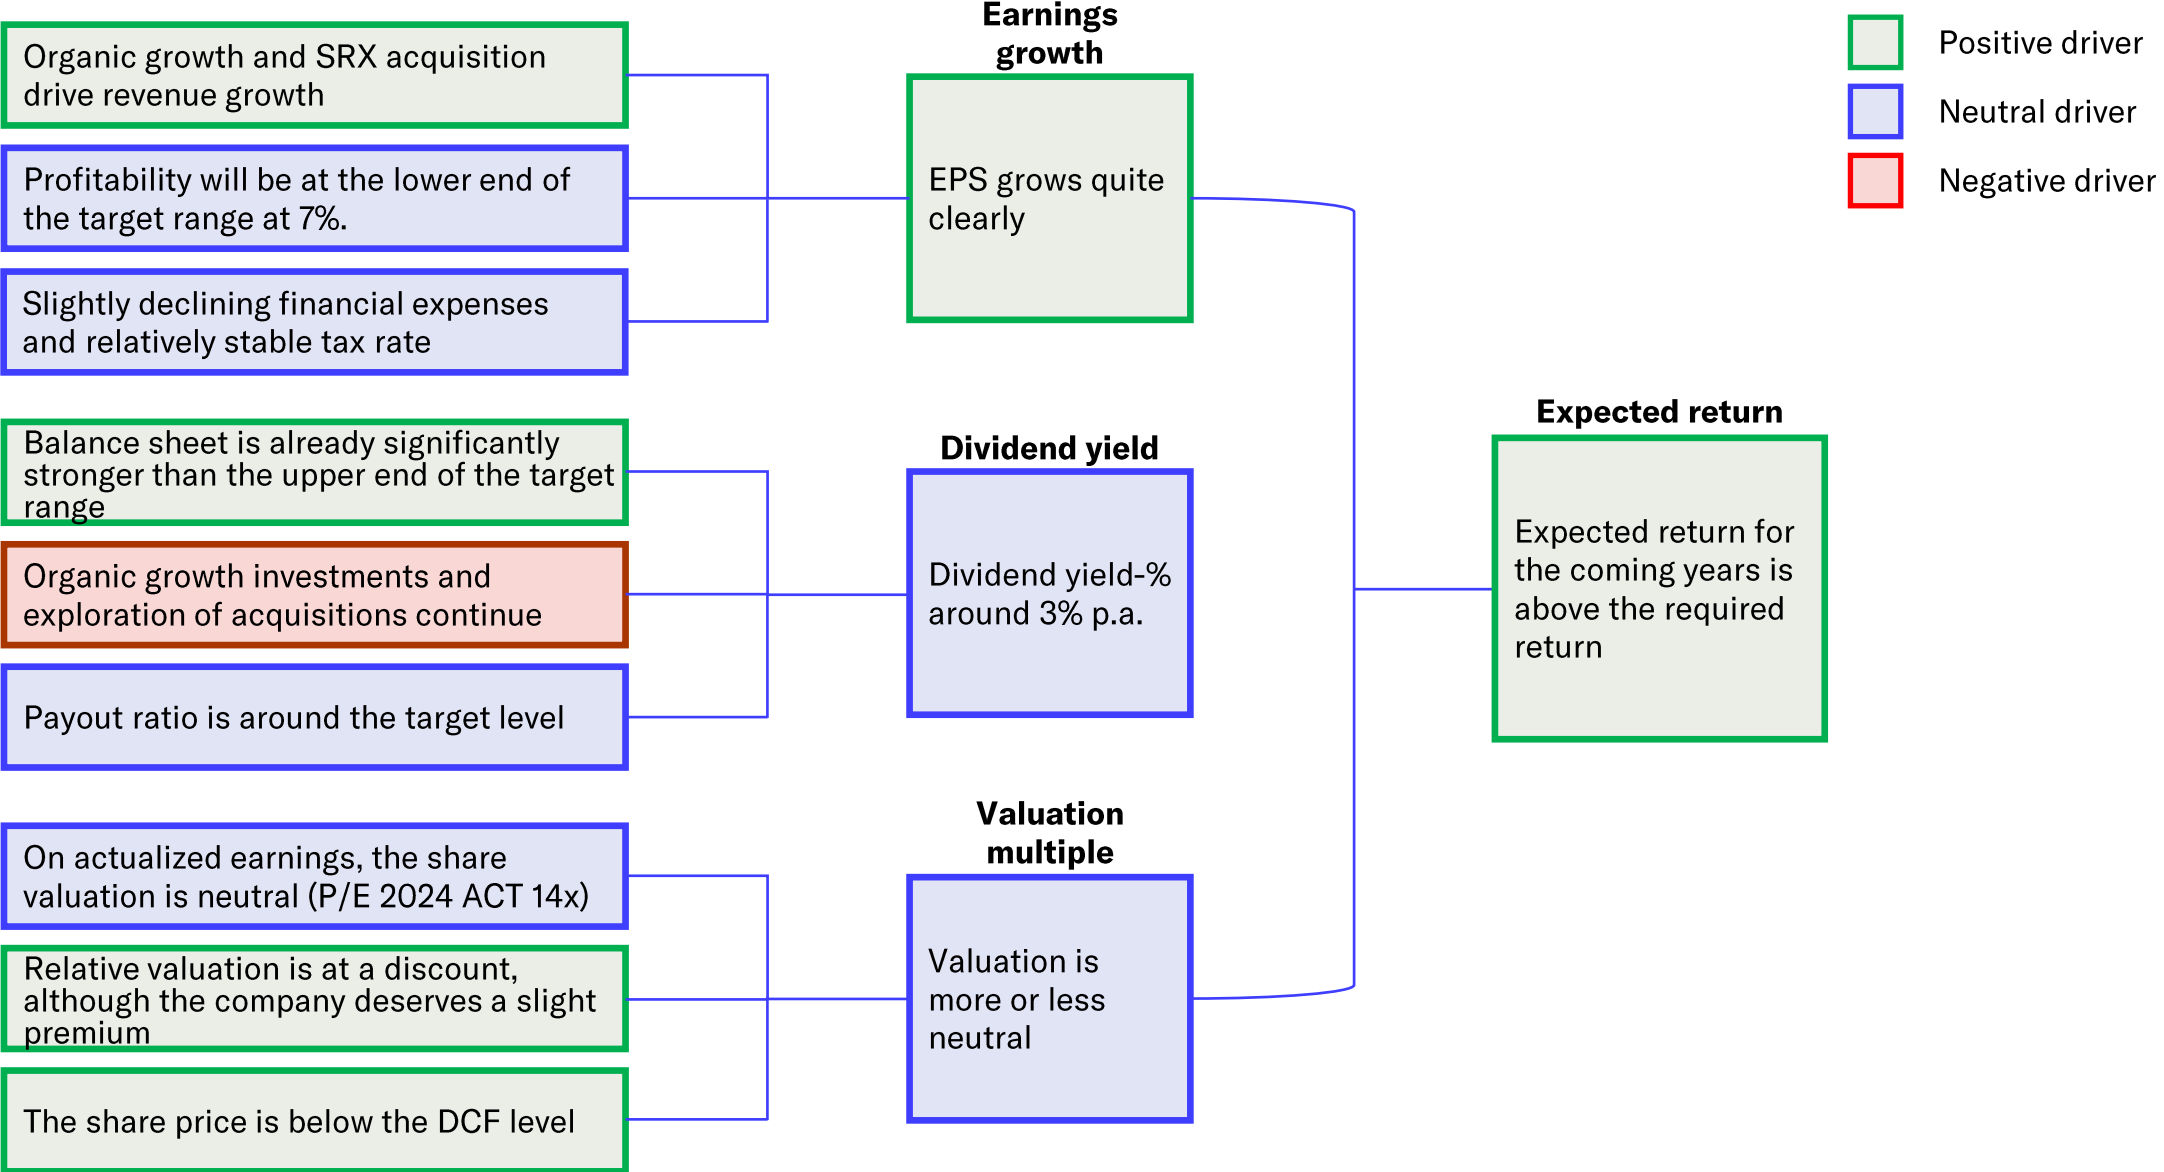 Organic growth and SRX acquisition
drive revenue growth
Profitability will be at the lower end of
the target range at 7%.
Slightly declining financial expenses
and relatively stable tax rate
Earnings
growth
EPS grows quite
clearly
Balance sheet is already significantly
stronger than the upper end of the target
range
Organic growth investments and
exploration of acquisitions continue
Payout ratio is around the target level
Dividend yield
Dividend yield-%
around 3% p.a.
On actualized earnings, the share
valuation is neutral (P/E 2024 ACT 14x)
Relative valuation is at a discount,
although the company deserves a slight
premium
The share price is below the DCF level
Valuation
multiple
Valuation is
more or less
neutral
Expected return
Expected return for
the coming years is
above the required
return
Positive driver
Neutral driver
Negative driver